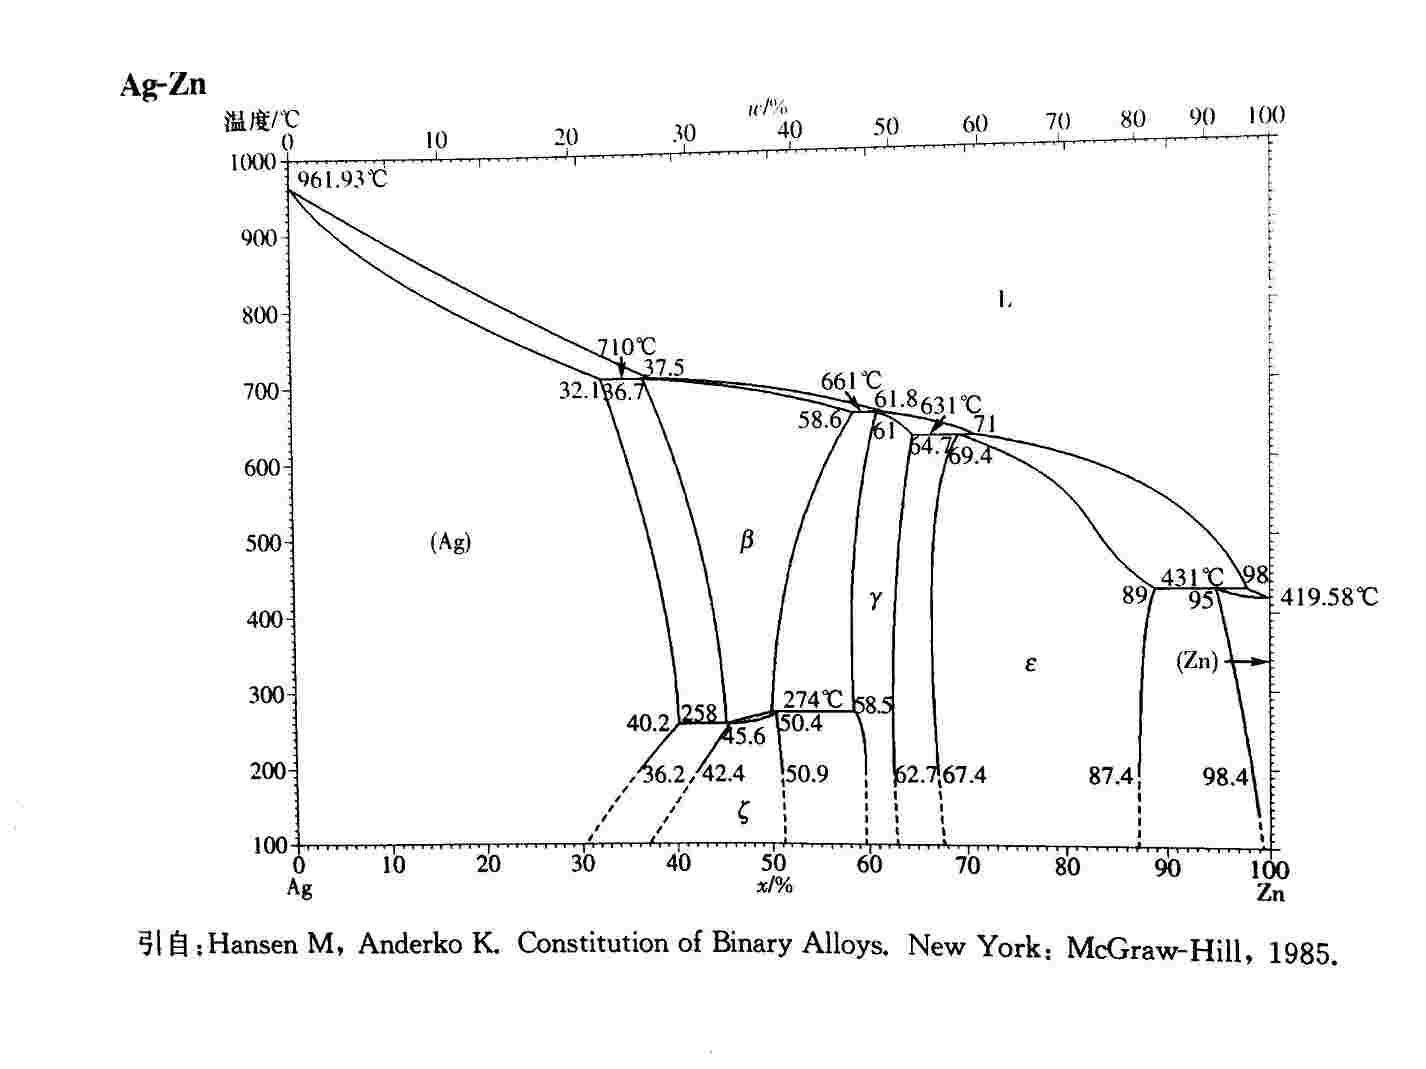 Ag-Zn
w/%
温度/℃
0 10 20 30 40 50 60 70 80 90 100
1000
961.93℃
900
L
800
710℃
37.5
661℃
700
32.1 36.7
61.8 631℃
58.6 61
71
64.7 69.4
600
500
(Ag) β
431℃ 98
γ
89 95
419.58℃
400
ε (Zn)
300
274℃
258
58.5
40.2 50.4
45.6
200
36.2 42.4 50.9 62.7 67.4 87.4 98.4
ζ
100
0 10 20 30 40 50 60 70 80 90 100
Ag x/% Zn
引自:Hansen M, Anderko K. Constitution of Binary Alloys. New York: McGraw-Hill, 1985.